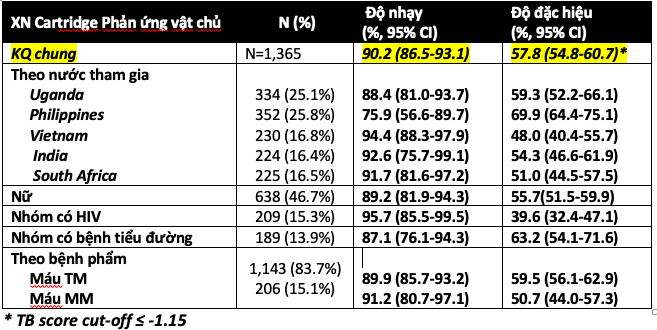 XN Cartridge Phản ứng vật chủ N (%) Độ nhạy (%, 95% CI) Độ đặc hiệu (%, 95% CI)
KQ chung N=1,365 90.2 (86.5-93.1) 57.8 (54.8-60.7)*
Theo nước tham gia
Uganda 334 (25.1%) 88.4 (81.0-93.7) 59.3 (52.2-66.1)
Philippines 352 (25.8%) 75.9 (56.6-89.7) 69.9 (64.4-75.1)
Vietnam 230 (16.8%) 94.4 (88.3-97.9) 48.0 (40.4-55.7)
India 224 (16.4%) 92.6 (75.7-99.1) 54.3 (46.6-61.9)
South Africa 225 (16.5%) 91.7 (81.6-97.2) 51.0 (44.5-57.5)
Nữ 638 (46.7%) 89.2 (81.9-94.3) 55.7(51.5-59.9)
Nhóm có HIV 209 (15.3%) 95.7 (85.5-99.5) 39.6 (32.4-47.1)
Nhóm có bệnh tiểu đường 189 (13.9%) 87.1 (76.1-94.3) 63.2 (54.1-71.6)
Theo bệnh phẩm
Máu TM 1,143 (83.7%) 89.9 (85.7-93.2) 59.5 (56.1-62.9)
Máu MM 206 (15.1%) 91.2 (80.7-97.1) 50.7 (44.0-57.3)
* TB score cut-off ≤ -1.15